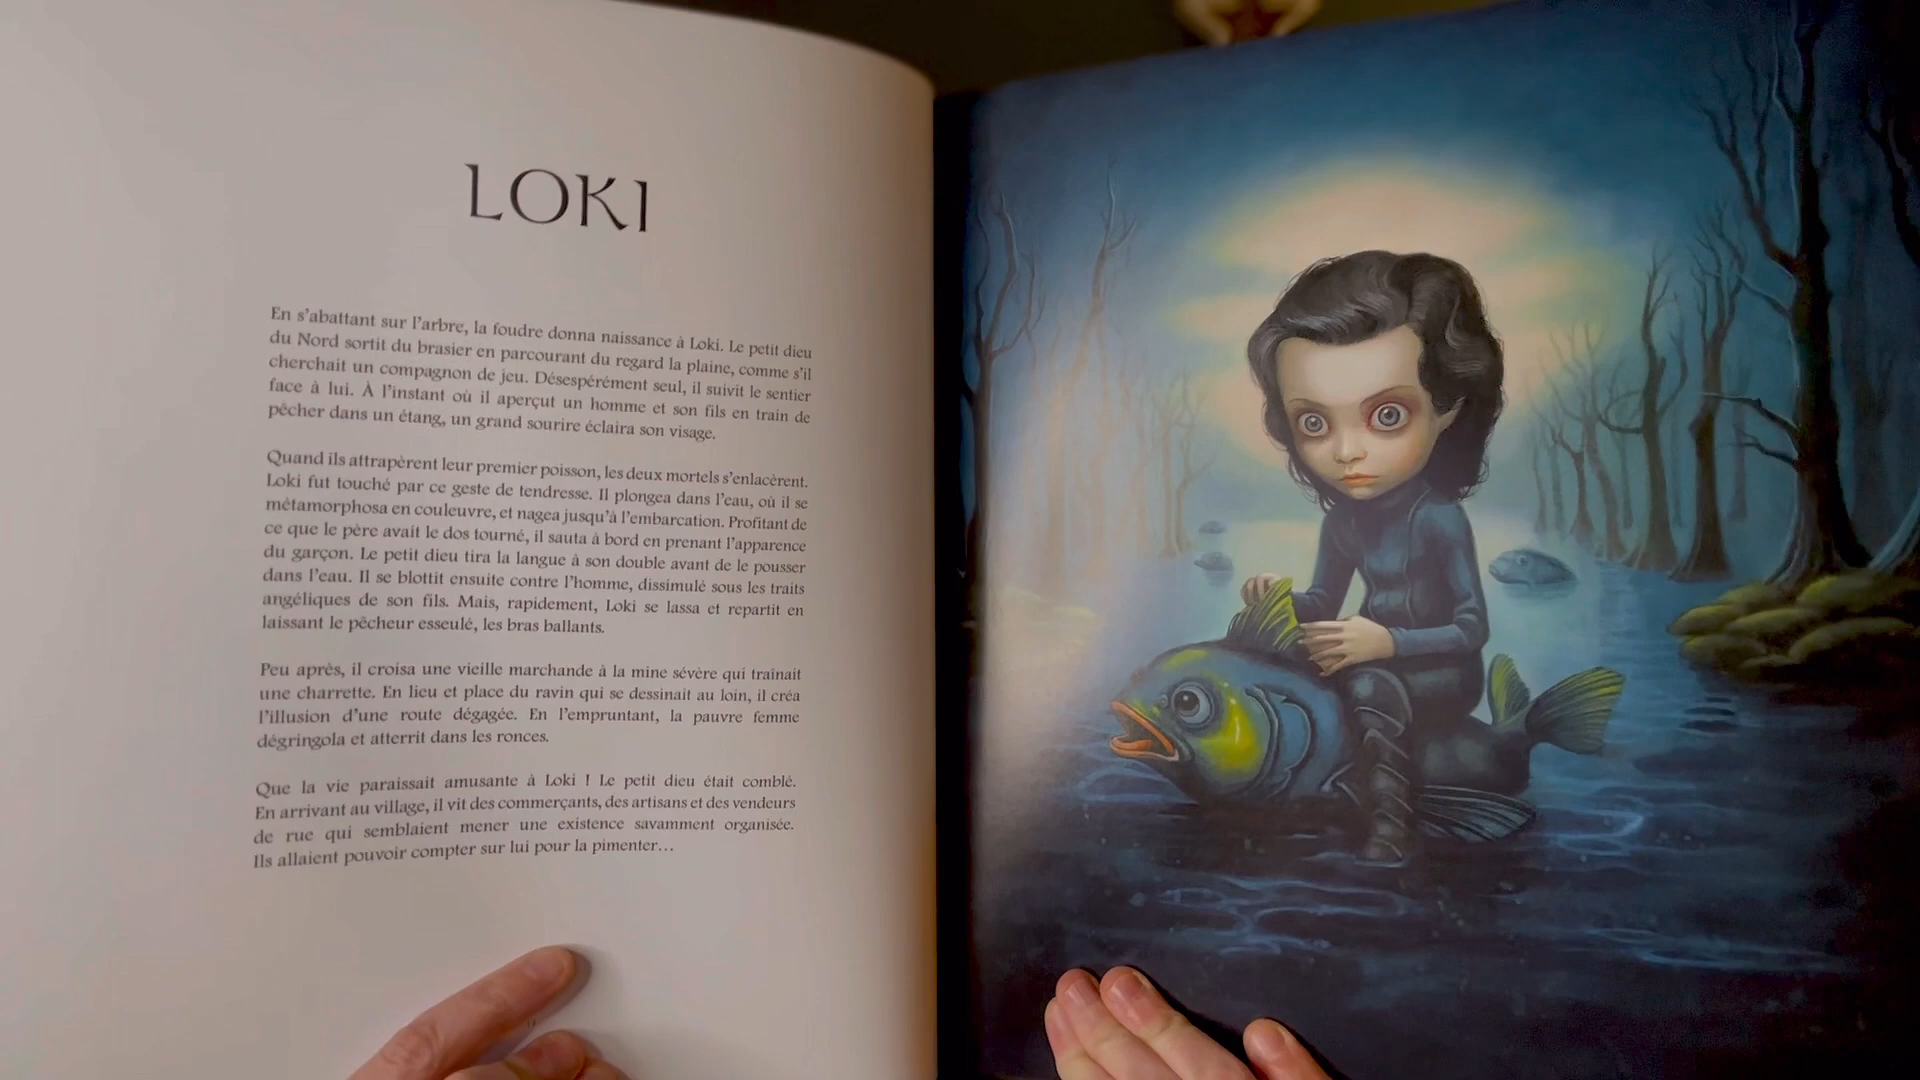 LOKI
En s'abattant sur l'arbre, la foudre donna naissance à Loki. Le petit dieu
du Nord sortit du brasier en parcourant du regard la plaine, comme s'il
cherchait un compagnon de jeu. Désespérément seul, il suivit le sentier
face à lui. À l'instant où il aperçut un homme et son fils en train de
pêcher dans un étang, un grand sourire éclaira son visage.
Quand ils attrapèrent leur premier poisson, les deux mortels s'enlacèrent.
Loki fut touché par ce geste de tendresse. Il plongea dans l'eau, où il se
métamorphosa en couleuvre, et nagea jusqu'à l'embarcation. Profitant de
ce que le père avait le dos tourné, il sauta à bord en prenant l'apparence
du garçon. Le petit dieu tira la langue à son double avant de le pousser
dans l'eau. Il se blottit ensuite contre l'homme, dissimulé sous les traits
angéliques de son fils. Mais, rapidement, Loki se lassa et repartit en
laissant le pêcheur esseulé, les bras ballants.
Peu après, il croisa une vieille marchande à la mine sévère qui traînait
une charrette. En lieu et place du ravin qui se dessinait au loin, il créa
l'illusion d'une route dégagée. En l'empruntant, la pauvre femme
dégringola et atterrit dans les ronces.
Que la vie paraissait amusante à Loki ! Le petit dieu était comblé.
En arrivant au village, il vit des commerçants, des artisans et des vendeurs
de rue qui semblaient mener une existence savamment organisée.
Ils allaient pouvoir compter sur lui pour la pimenter...